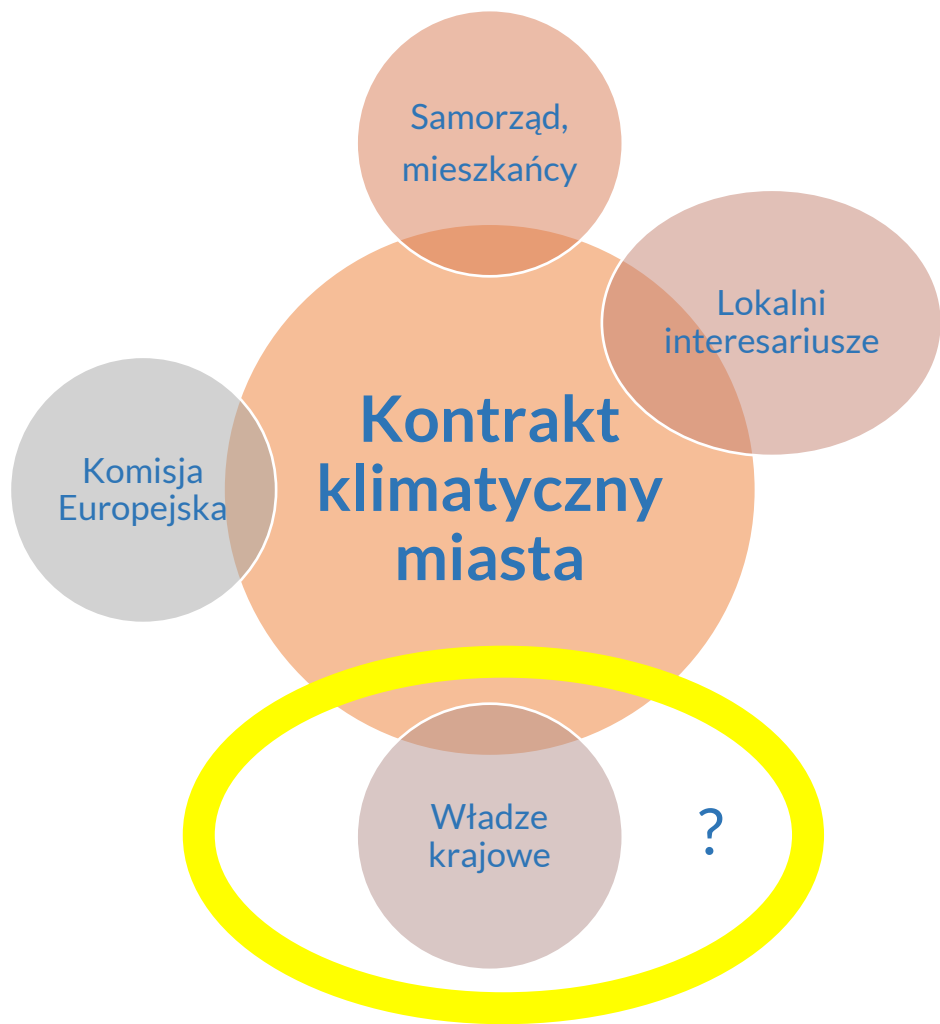 Samorząd,
mieszkańcy
Lokalni
interesariusze
Kontrakt
klimatyczny
miasta
Komisja
Europejska
Władze
krajowe
?